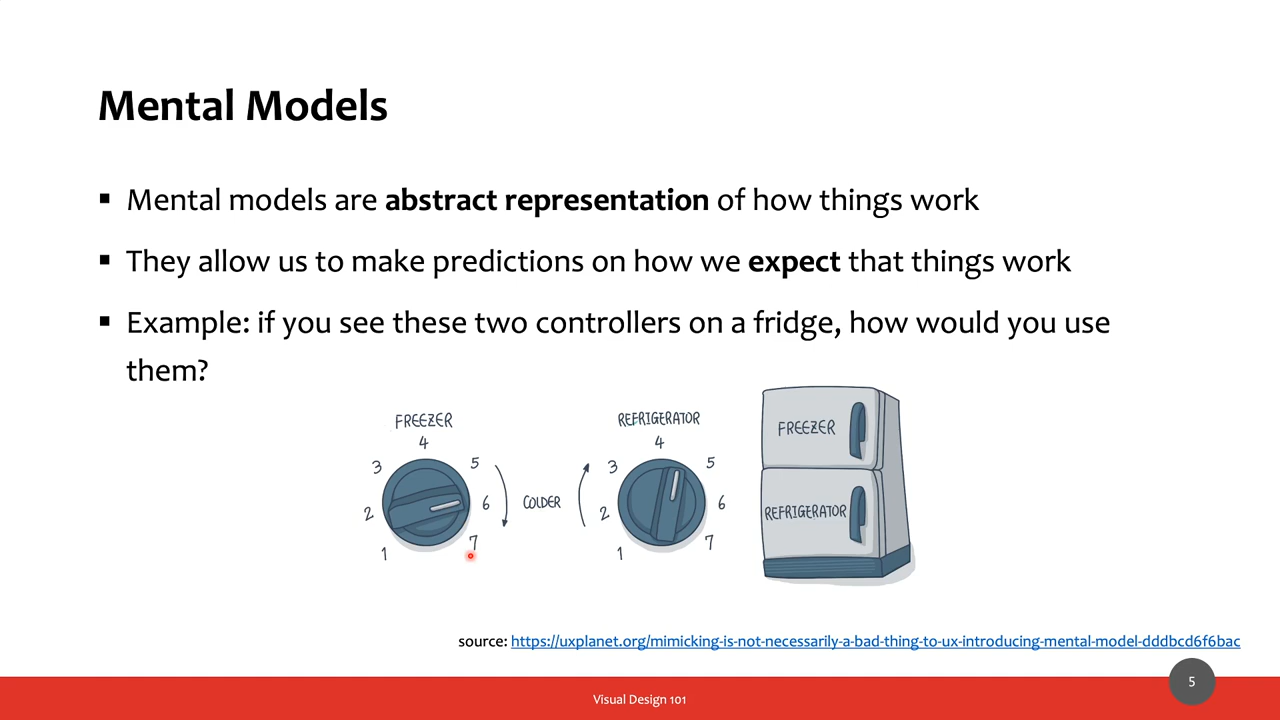 Mental Models
▪ Mental models are abstract representation of how things work
▪ They allow us to make predictions on how we expect that things work
▪ Example: if you see these two controllers on a fridge, how would you use
them?
FREEZER
1 2 3 4 5 6 7
COLDER
REFRIGERATOR
1 2 3 4 5 6 7
FREEZER
REFRIGERATOR
source: https://uxplanet.org/mimicking-is-not-necessarily-a-bad-thing-to-ux-introducing-mental-model-dddbcd6f6bac
5
Visual Design 101